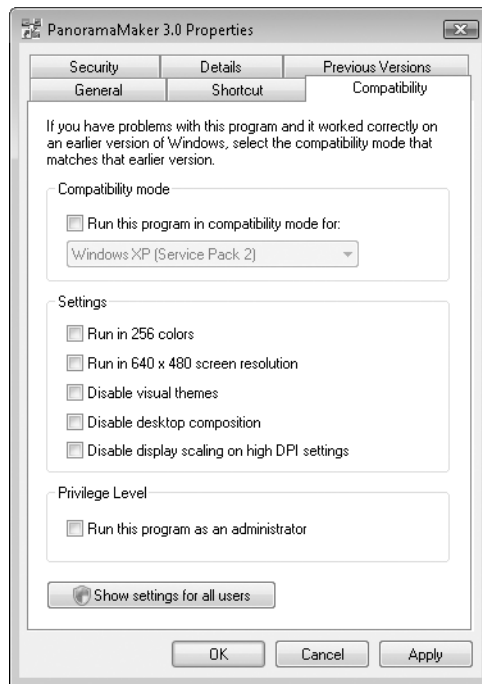 PanoramaMaker 3.0 Properties
Security Details Previous Versions
General Shortcut Compatibility
If you have problems with this program and it worked correctly on
an earlier version of Windows, select the compatibility mode that
matches that earlier version.
Compatibility mode
Run this program in compatibility mode for:
Windows XP (Service Pack 2)
Settings
Run in 256 colors
Run in 640 x 480 screen resolution
Disable visual themes
Disable desktop composition
Disable display scaling on high DPI settings
Privilege Level
Run this program as an administrator
Show settings for all users
OK Cancel Apply